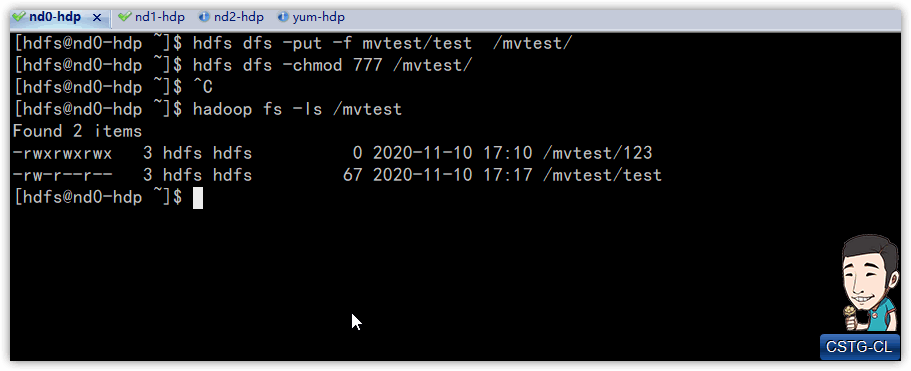 nd0-hdp × nd1-hdp nd2-hdp yum-hdp
[hdfs@nd0-hdp ~]$ hdfs dfs -put -f mvtest/test  /mvtest/
[hdfs@nd0-hdp ~]$ hdfs dfs -chmod 777 /mvtest/
[hdfs@nd0-hdp ~]$ ^C
[hdfs@nd0-hdp ~]$ hadoop fs -ls /mvtest
Found 2 items
-rwxrwxrwx   3 hdfs hdfs          0 2020-11-10 17:10 /mvtest/123
-rw-r--r--   3 hdfs hdfs         67 2020-11-10 17:17 /mvtest/test
[hdfs@nd0-hdp ~]$
CSTG-CL